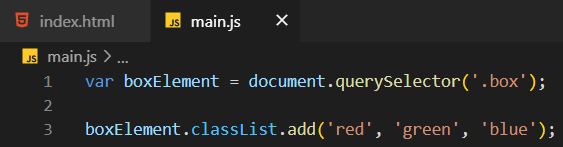 index.html main.js
JS main.js > ...
1 var boxElement = document.querySelector('.box');
2
3 boxElement.classList.add('red', 'green', 'blue');